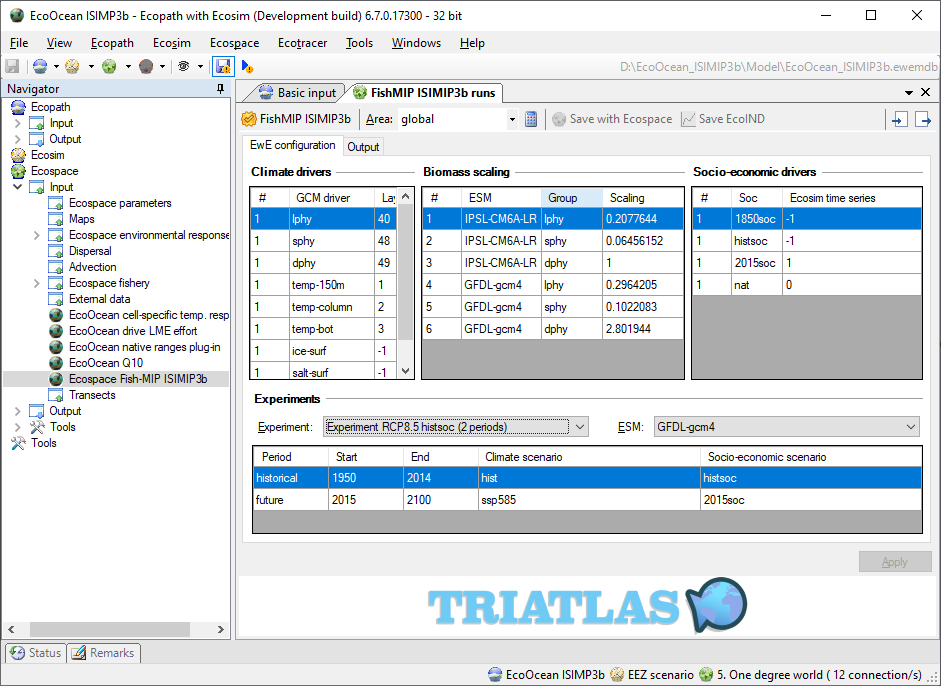 EcoOcean ISIMP3b - Ecopath with Ecosim (Development build) 6.7.0.17300 - 32 bit
File View Ecopath Ecosim Ecospace Ecotracer Tools Windows Help
D:\EcoOcean_ISIMIP3b\Model\EcoOcean_ISIMIP3b.ewemdb
Navigator
Ecopath
Input
Output
Ecosim
Ecospace
Input
Ecospace parameters
Maps
Ecospace environmental response
Dispersal
Advection
Ecospace fishery
External data
EcoOcean cell-specific temp. resp
EcoOcean drive LME effort
EcoOcean native ranges plug-in
EcoOcean Q10
Ecospace Fish-MIP ISIMIP3b
Transects
Output
Tools
Tools
Basic input FishMIP ISIMIP3b runs
FishMIP ISIMIP3b Area: global Save with Ecospace Save EcoIND
EwE configuration Output
Climate drivers Biomass scaling Socio-economic drivers
# GCM driver Lay # ESM Group Scaling # Soc Ecosim time series
1 lphy 40 1 IPSL-CM6A-LR lphy 0.2077644 1 1850soc -1
1 sphy 48 2 IPSL-CM6A-LR sphy 0.06456152 1 histsoc -1
1 dphy 49 3 IPSL-CM6A-LR dphy 1 1 2015soc 1
1 temp-150m 1 4 GFDL-gcm4 lphy 0.2964205 1 nat 0
1 temp-column 2 5 GFDL-gcm4 sphy 0.1022083
1 temp-bot 3 6 GFDL-gcm4 dphy 2.801944
1 ice-surf -1
1 salt-surf -1
Experiments
Experiment: Experiment RCP8.5 histsoc (2 periods) ESM: GFDL-gcm4
Period Start End Climate scenario Socio-economic scenario
historical 1950 2014 hist histsoc
future 2015 2100 ssp585 2015soc
Apply
TRIATLAS
Status Remarks
EcoOcean ISIMP3b EEZ scenario 5. One degree world ( 12 connection/s)